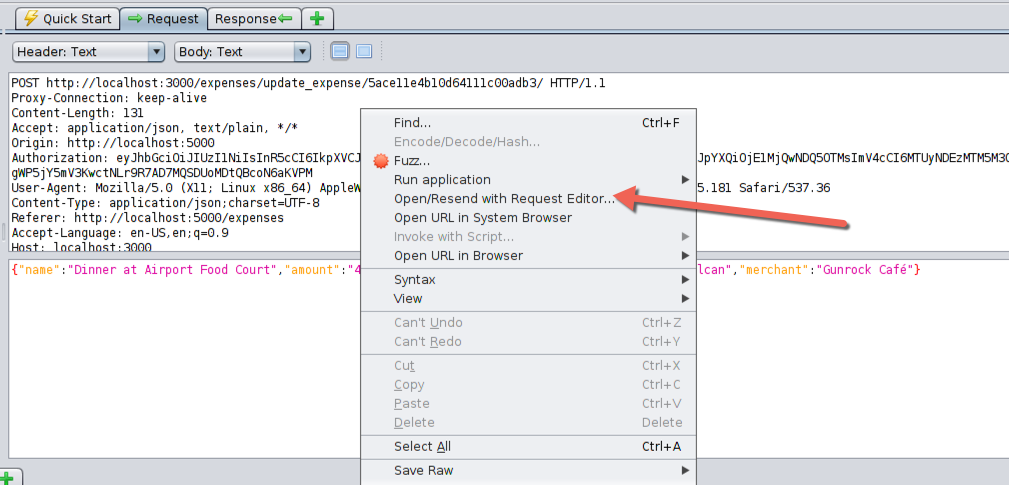 Quick Start
Request
Response
Header: Text
Body: Text
POST http://localhost:3000/expenses/update_expense/5ace11e4b10d64111c00adb3/ HTTP/1.1
Proxy-Connection: keep-alive
Content-Length: 131
Accept: application/json, text/plain, */*
Origin: http://localhost:5000
Authorization: eyJhbGciOiJIUzI1NiIsInR5cCI6IkpXVCJ JpYXQiOjE1MjQwNDQ5OTMsImV4cCI6MTUyNDEzMTM5M30
gWP5jY5mV3KwctNLr9R7AD7MQSDUoMDtQBcoN6aKVPM
User-Agent: Mozilla/5.0 (X11; Linux x86_64) AppleW 5.181 Safari/537.36
Content-Type: application/json;charset=UTF-8
Referer: http://localhost:5000/expenses
Accept-Language: en-US,en;q=0.9
Host: localhost:3000
{"name":"Dinner at Airport Food Court","amount":"4 lcan","merchant":"Gunrock Café"}
Find... Ctrl+F
Encode/Decode/Hash...
Fuzz...
Run application
Open/Resend with Request Editor...
Open URL in System Browser
Invoke with Script...
Open URL in Browser
Syntax
View
Can't Undo Ctrl+Z
Can't Redo Ctrl+Y
Cut Ctrl+X
Copy Ctrl+C
Paste Ctrl+V
Delete Delete
Select All Ctrl+A
Save Raw